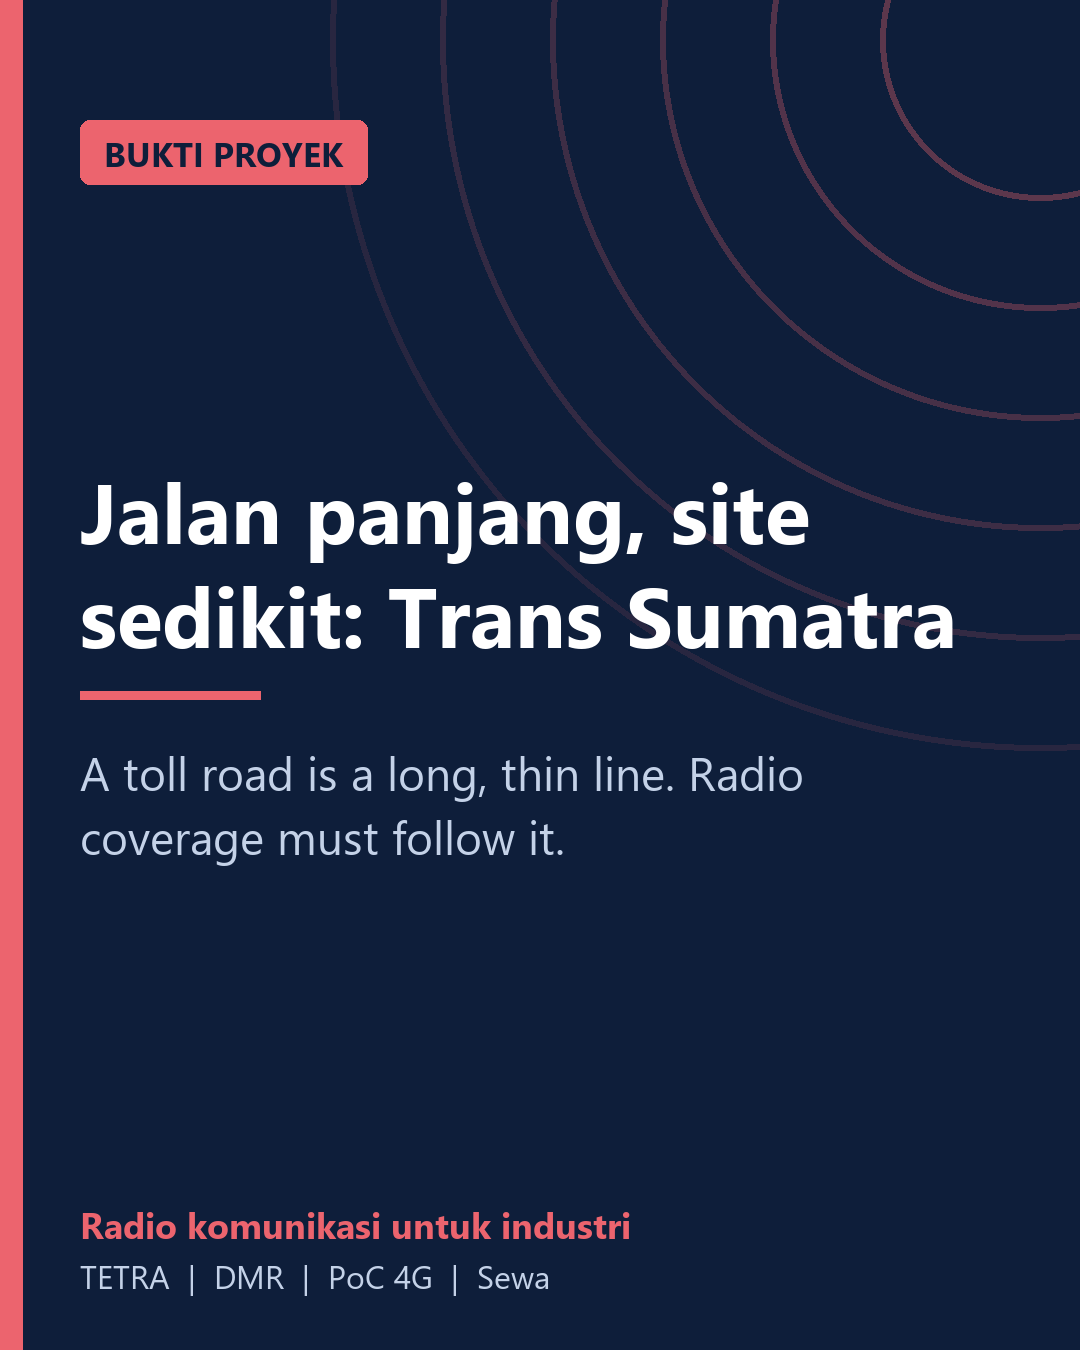 BUKTI PROYEK
Jalan panjang, site
sedikit: Trans Sumatra
A toll road is a long, thin line. Radio
coverage must follow it.
Radio komunikasi untuk industri
TETRA | DMR | PoC 4G | Sewa